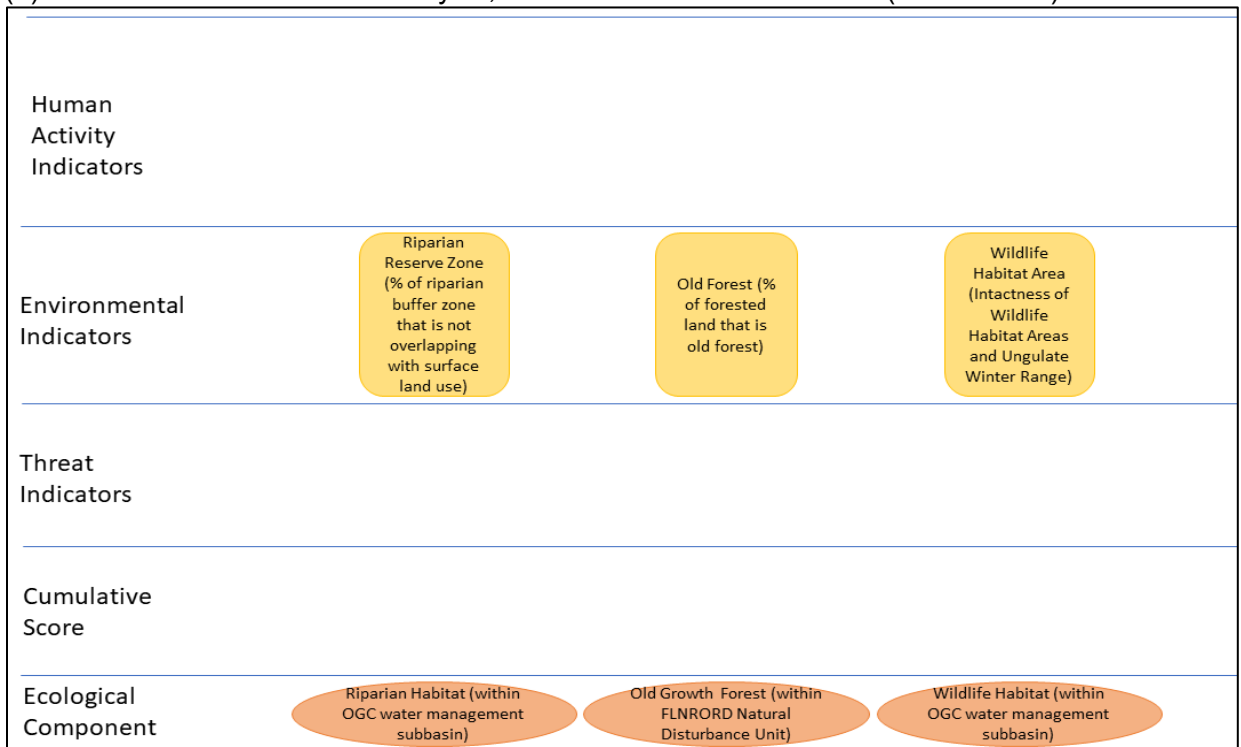 Human
Activity
Indicators
Environmental
Indicators
Riparian
Reserve Zone
(% of riparian
buffer zone
that is not
overlapping
with surface
land use)
Old Forest (%
of forested
land that is
old forest)
Wildlife
Habitat Area
(Intactness of
Wildlife
Habitat Areas
and Ungulate
Winter Range)
Threat
Indicators
Cumulative
Score
Ecological
Component
Riparian Habitat (within
OGC water management
subbasin)
Old Growth Forest (within
FLNRORD Natural
Disturbance Unit)
Wildlife Habitat (within
OGC water management
subbasin)